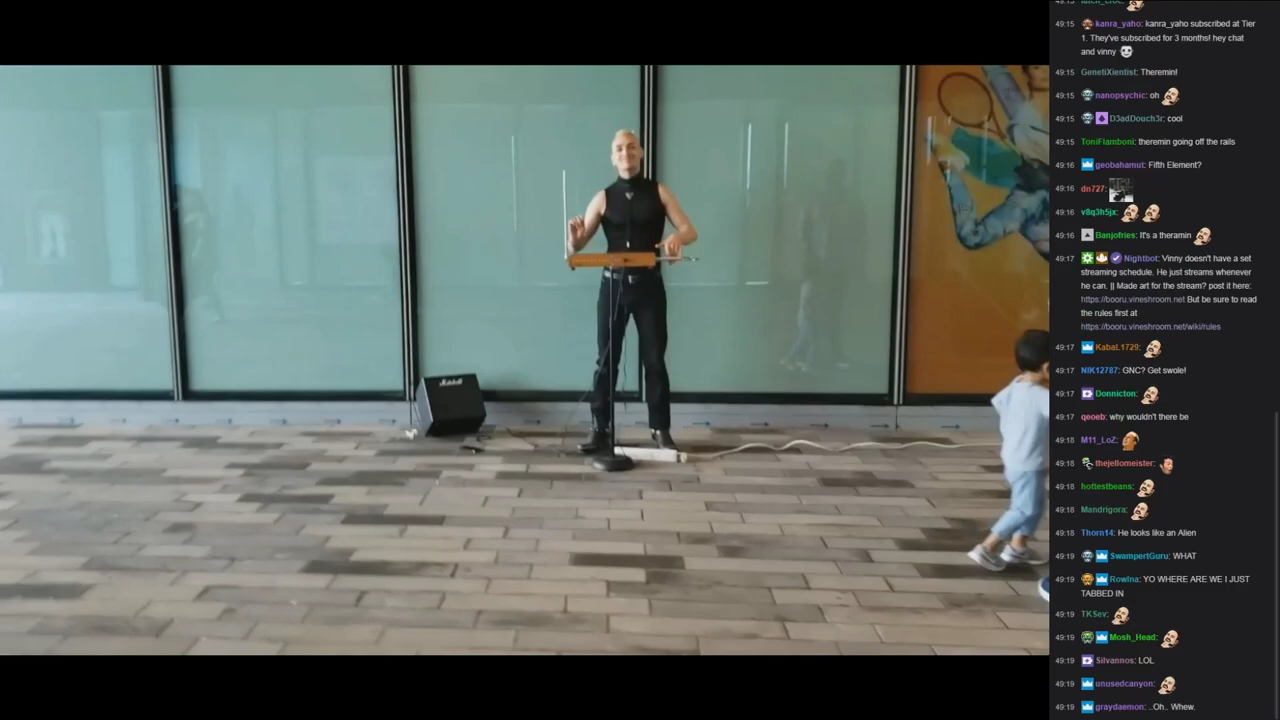 49:15 kanra_yaho: kanra_yaho subscribed at Tier
1. They've subscribed for 3 months! hey chat
and vinny
49:15 GenetiXientist: Theremin!
49:15 nanopsychic: oh
49:15 D3adDouch3r: cool
49:15 ToniFlamboni: theremin going off the rails
49:16 geobahamut: Fifth Element?
49:16 dn727:
49:16 v8q3h5jx:
49:16 Banjofries: It's a theramin
49:17 Nightbot: Vinny doesn't have a set
streaming schedule. He just streams whenever
he can. || Made art for the stream? post it here:
https://booru.vineshroom.net But be sure to read
the rules first at
https://booru.vineshroom.net/wiki/rules
49:17 KabaL1729:
49:17 NIK12787: GNC? Get swole!
49:17 Donnicton:
49:17 qeoeb: why wouldn't there be
49:18 M11_LoZ:
49:18 thejellomeister:
49:18 hottestbeans:
49:18 Mandrigora:
49:18 Thorn14: He looks like an Alien
49:19 SwampertGuru: WHAT
49:19 Rowina: YO WHERE ARE WE I JUST
TABBED IN
49:19 TKSev:
49:19 Mosh_Head:
49:19 Silvannos: LOL
49:19 unusedcanyon:
49:19 graydaemon: ..Oh.. Whew.
Marshall